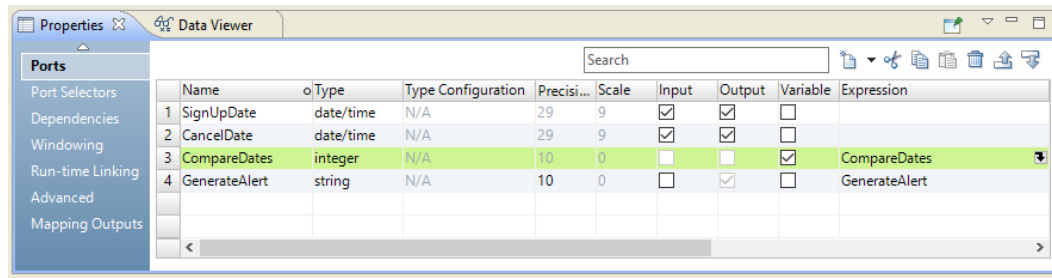 Properties Data Viewer
Search
Ports
Port Selectors
Dependencies
Windowing
Run-time Linking
Advanced
Mapping Outputs
Name Type Type Configuration Precisi... Scale Input Output Variable Expression
1 SignUpDate date/time N/A 29 9
2 CancelDate date/time N/A 29 9
3 CompareDates integer N/A 10 0 CompareDates
4 GenerateAlert string N/A 10 0 GenerateAlert